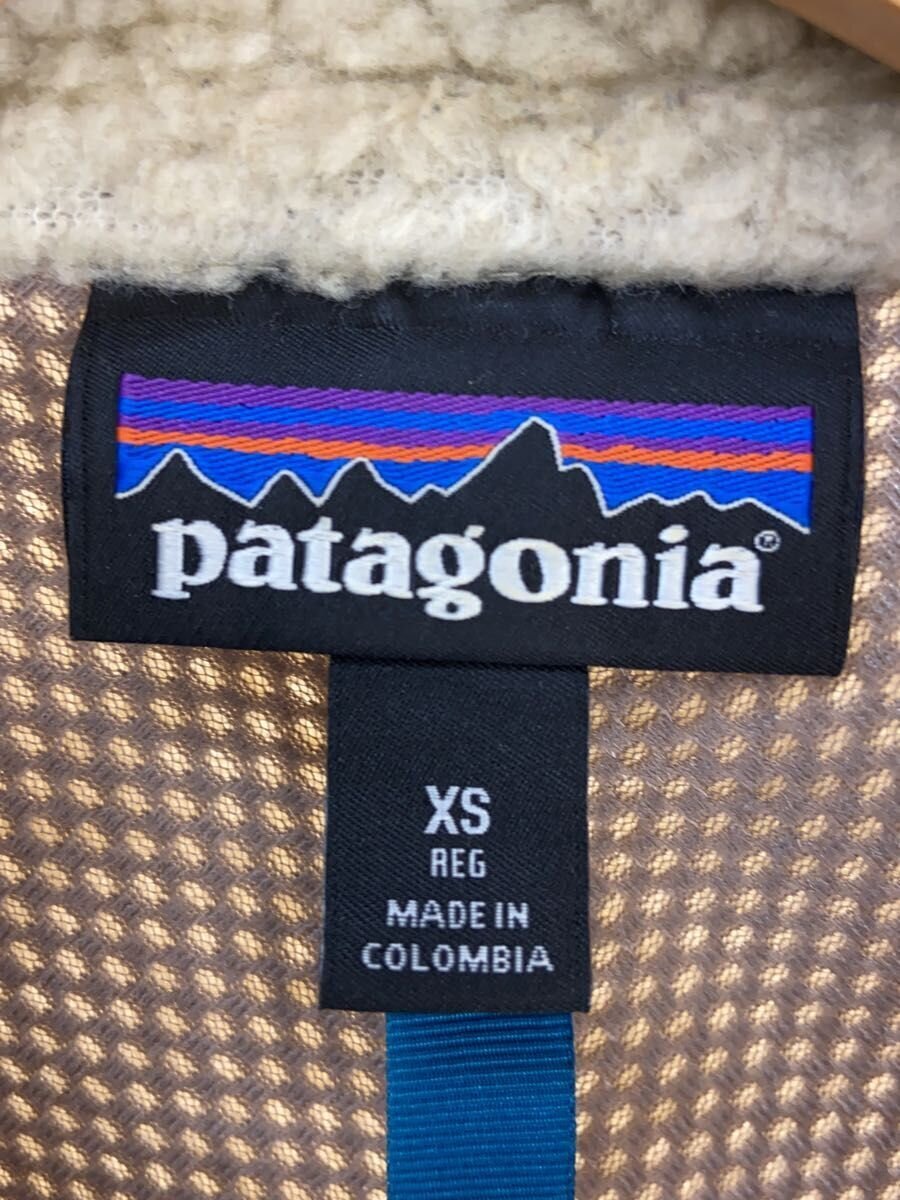 patagonia®
XS
REG
MADE IN
COLOMBIA